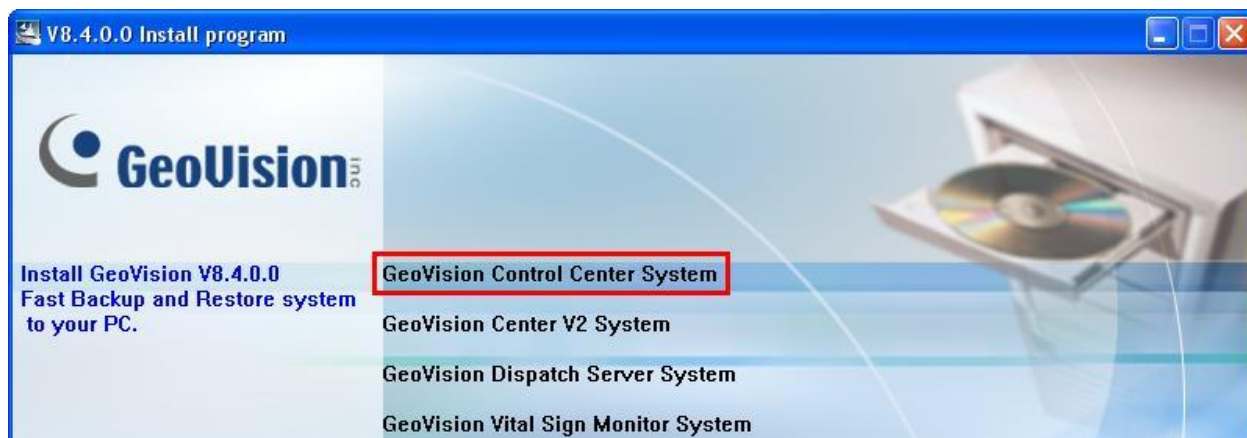 V8.4.0.0 Install program
GeoVision Inc
Install GeoVision V8.4.0.0
Fast Backup and Restore system
to your PC.
GeoVision Control Center System
GeoVision Center V2 System
GeoVision Dispatch Server System
GeoVision Vital Sign Monitor System